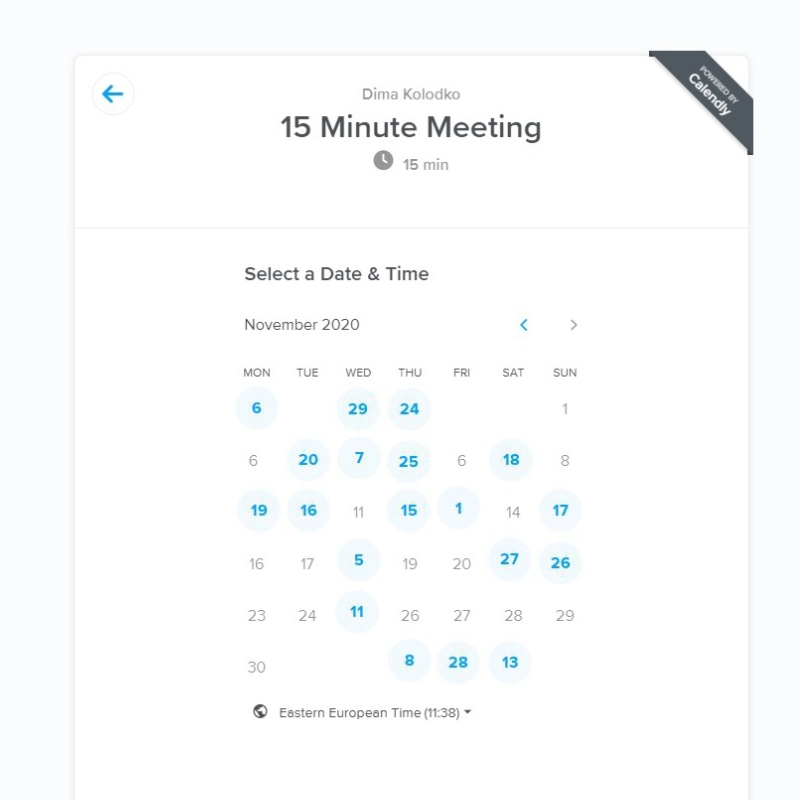 POWERED BY
Calendly
Dima Kolodko
15 Minute Meeting
15 min
Select a Date & Time
November 2020
MON TUE WED THU FRI SAT SUN
6 29 24 1
6 20 7 25 6 18 8
19 16 11 15 1 14 17
16 17 5 19 20 27 26
23 24 11 26 27 28 29
30 8 28 13
Eastern European Time (11:38)